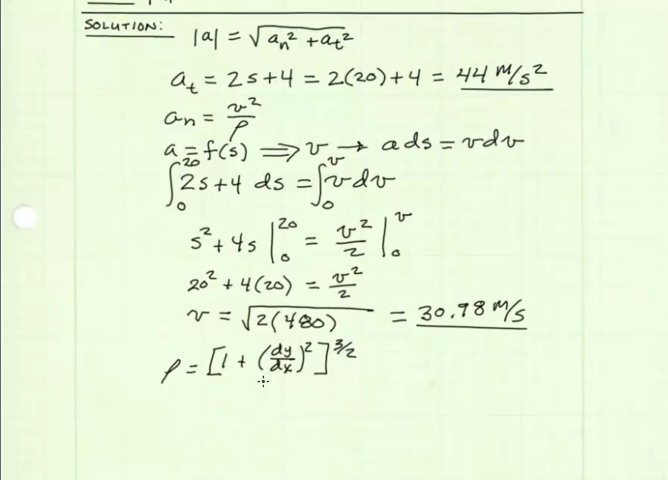 SOLUTION:
|a| = √(aₙ² + aₜ²)
aₜ = 2s+4 = 2(20)+4 = 44 m/s²
aₙ = v²/ρ
a = f(s) ⟹ v → a ds = v dv
∫₀²⁰ 2s+4 ds = ∫₀ᵛ v dv
s² + 4s |₀²⁰ = v²/2 |₀ᵛ
20² + 4(20) = v²/2
v = √(2(480)) = 30.98 m/s
ρ = [1 + (dy/dx)²]^(3/2)